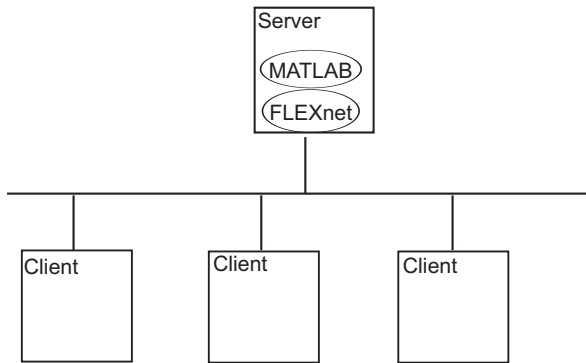 Server
MATLAB
FLEXnet
Client
Client
Client